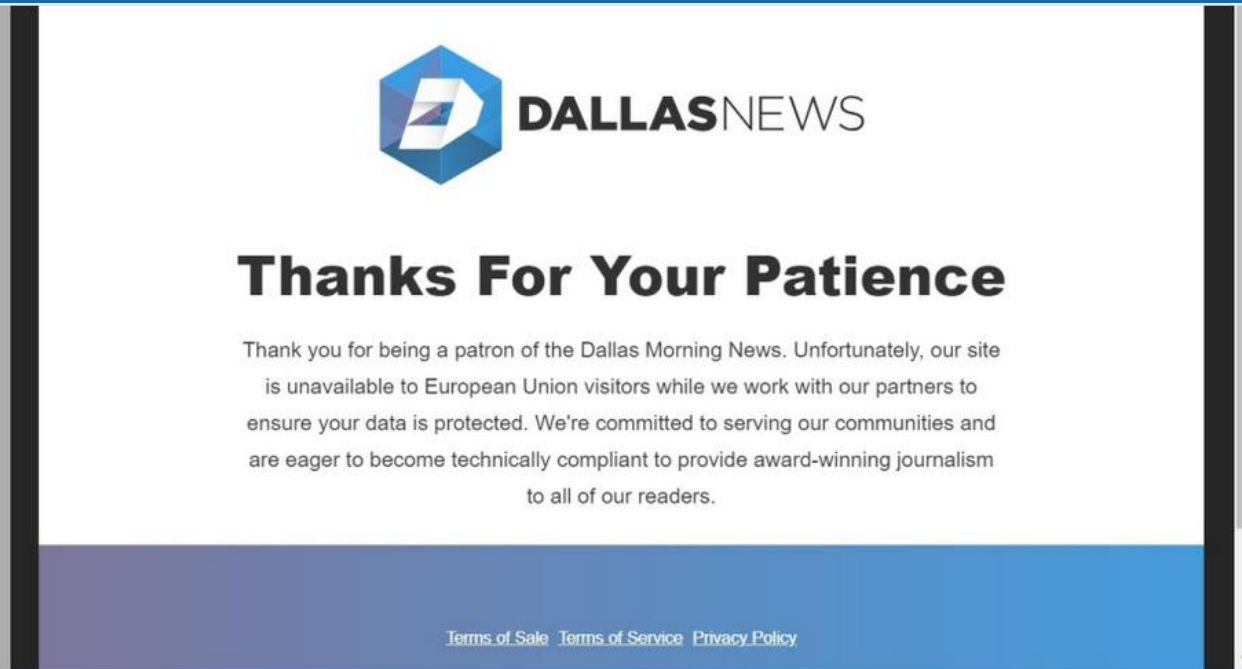 DALLASNEWS
Thanks For Your Patience
Thank you for being a patron of the Dallas Morning News. Unfortunately, our site
is unavailable to European Union visitors while we work with our partners to
ensure your data is protected. We're committed to serving our communities and
are eager to become technically compliant to provide award-winning journalism
to all of our readers.
Terms of Sale Terms of Service Privacy Policy